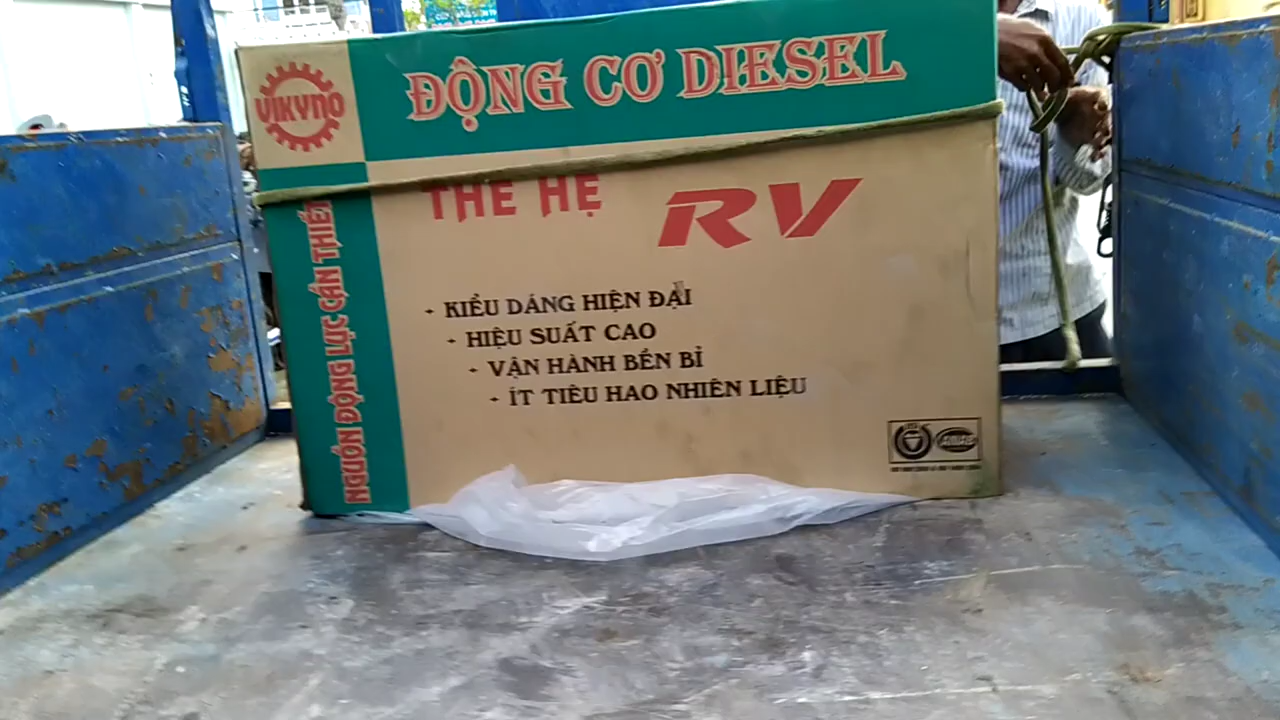 VIKYNO
ĐỘNG CƠ DIESEL
THẾ HỆ RV
NGUỒN ĐỘNG LỰC CẦN THIẾT
- KIỂU DÁNG HIỆN ĐẠI
- HIỆU SUẤT CAO
- VẬN HÀNH BỀN BỈ
- ÍT TIÊU HAO NHIÊN LIỆU